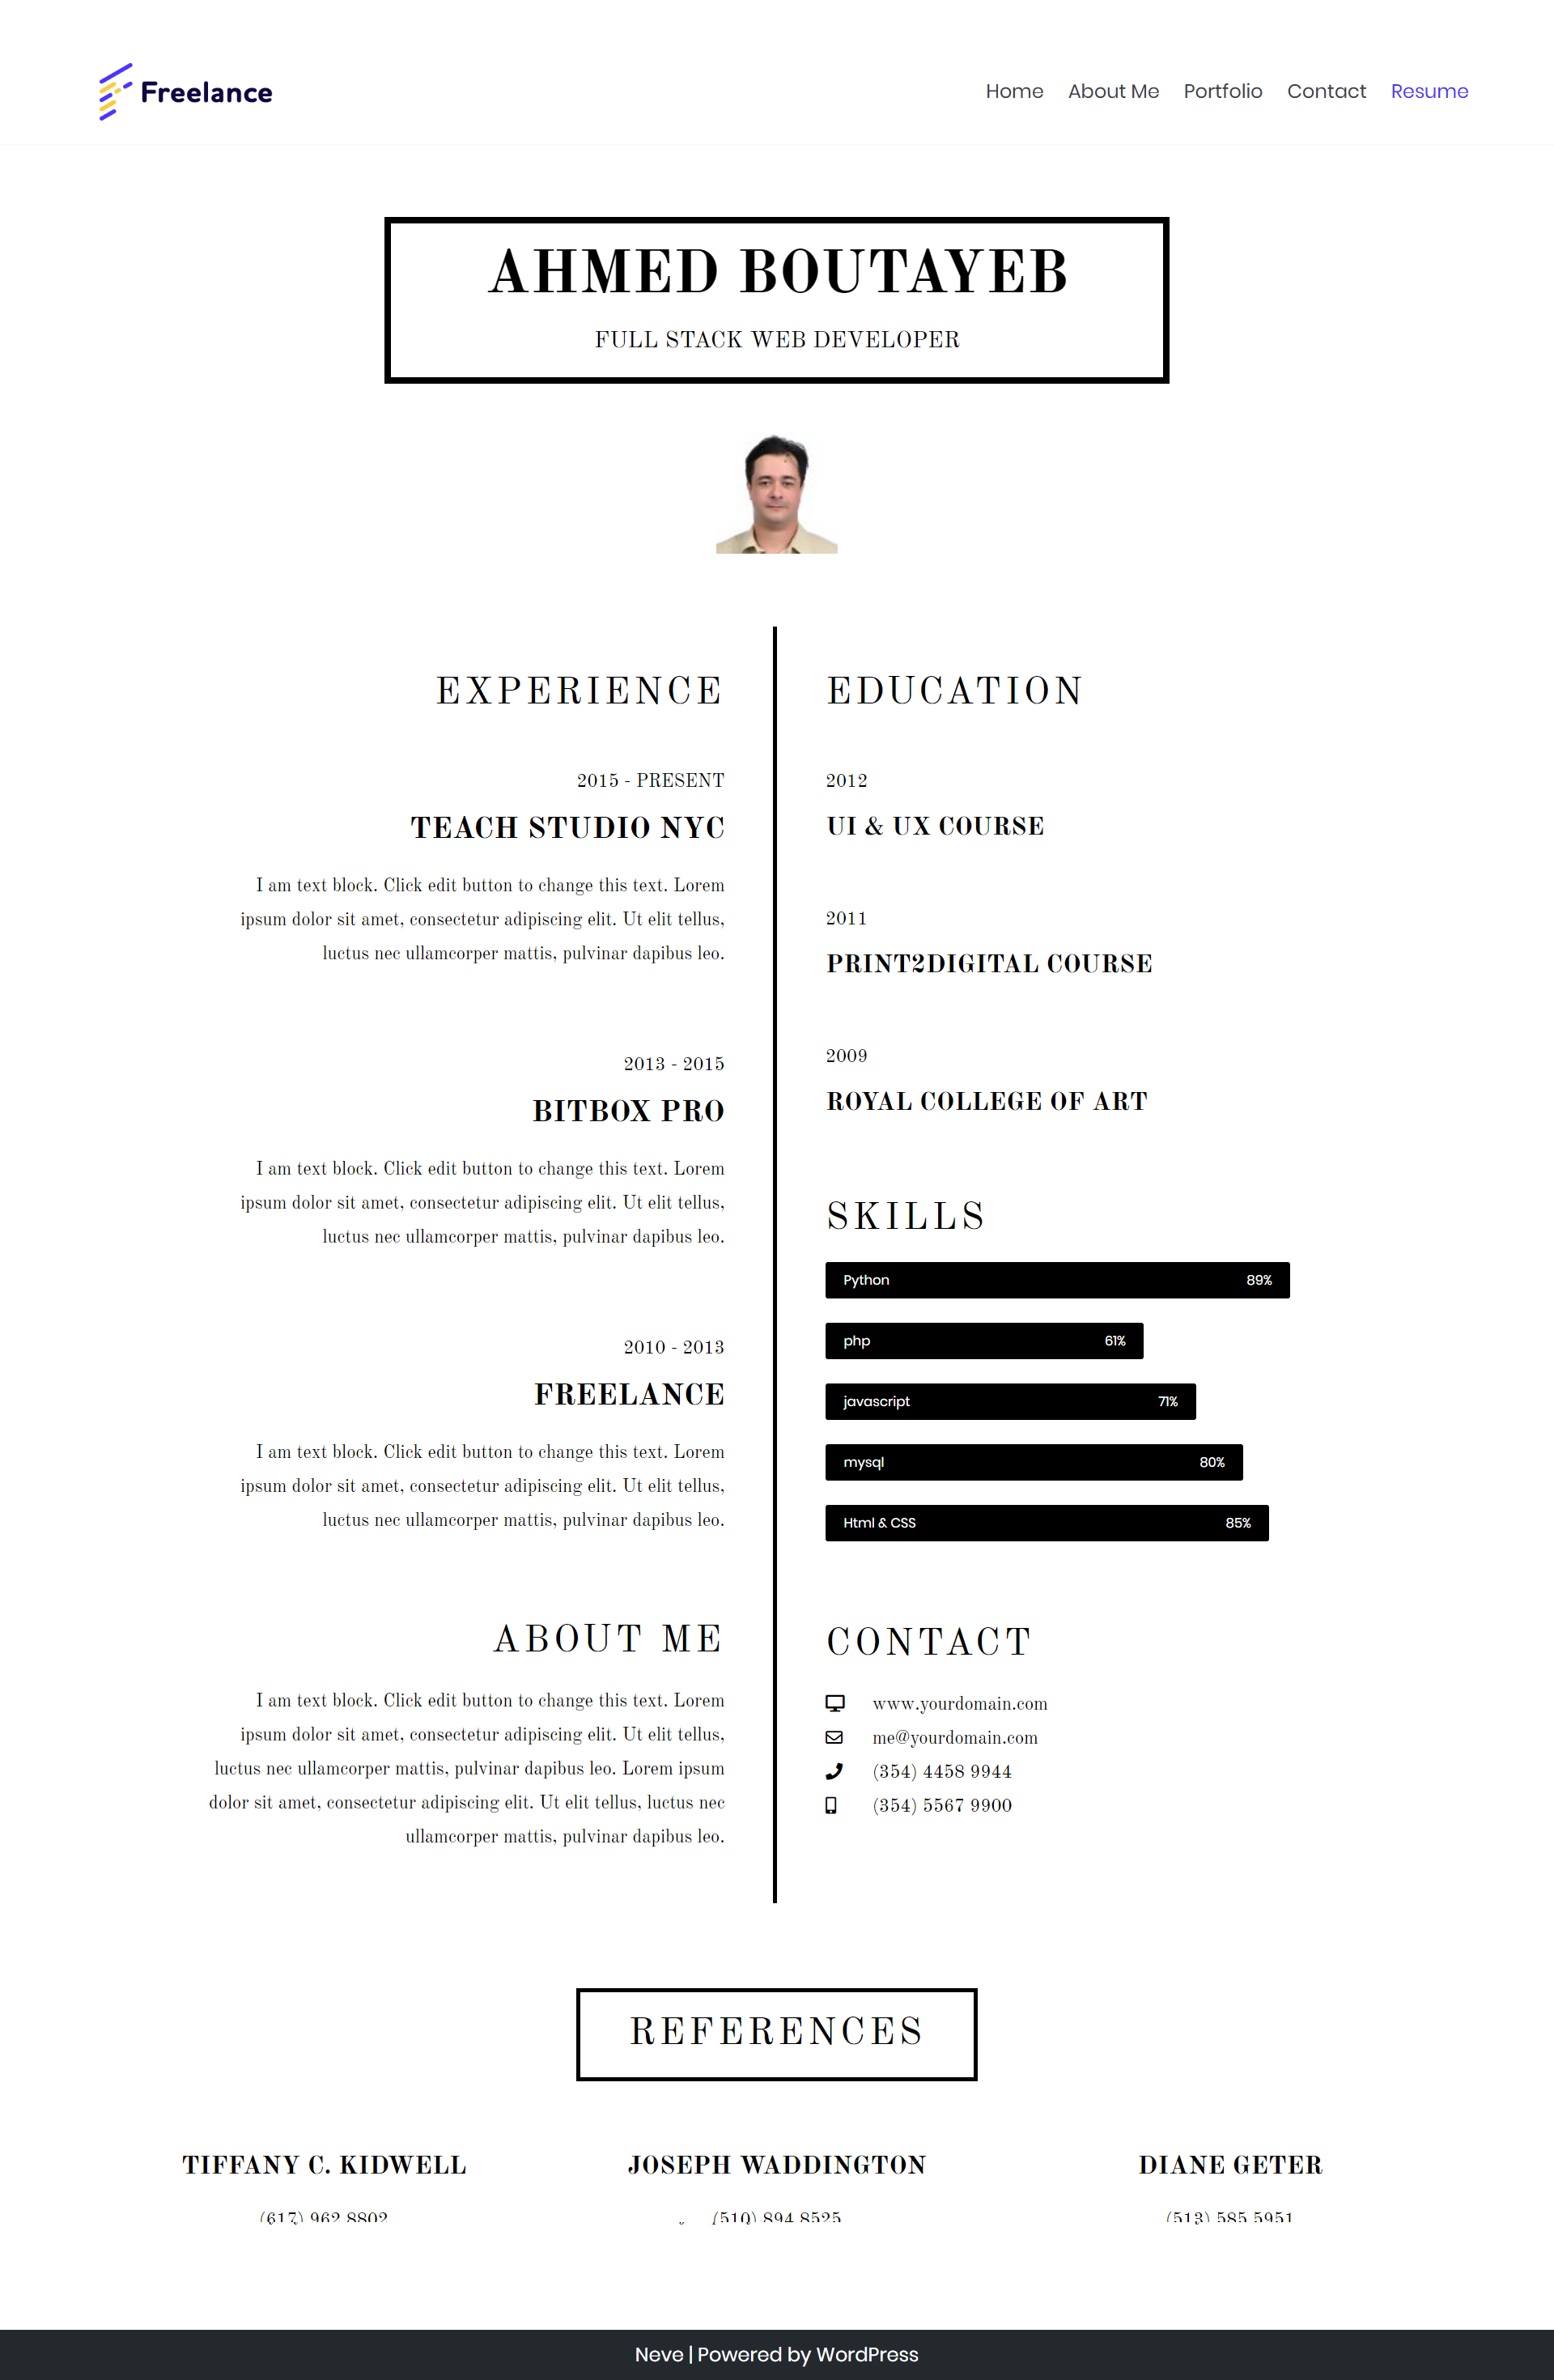 Freelance
Home About Me Portfolio Contact Resume
AHMED BOUTAYEB
FULL STACK WEB DEVELOPER
EXPERIENCE
2015 - PRESENT
TEACH STUDIO NYC
I am text block. Click edit button to change this text. Lorem
ipsum dolor sit amet, consectetur adipiscing elit. Ut elit tellus,
luctus nec ullamcorper mattis, pulvinar dapibus leo.
2013 - 2015
BITBOX PRO
I am text block. Click edit button to change this text. Lorem
ipsum dolor sit amet, consectetur adipiscing elit. Ut elit tellus,
luctus nec ullamcorper mattis, pulvinar dapibus leo.
2010 - 2013
FREELANCE
I am text block. Click edit button to change this text. Lorem
ipsum dolor sit amet, consectetur adipiscing elit. Ut elit tellus,
luctus nec ullamcorper mattis, pulvinar dapibus leo.
ABOUT ME
I am text block. Click edit button to change this text. Lorem
ipsum dolor sit amet, consectetur adipiscing elit. Ut elit tellus,
luctus nec ullamcorper mattis, pulvinar dapibus leo. Lorem ipsum
dolor sit amet, consectetur adipiscing elit. Ut elit tellus, luctus nec
ullamcorper mattis, pulvinar dapibus leo.
EDUCATION
2012
UI & UX COURSE
2011
PRINT2DIGITAL COURSE
2009
ROYAL COLLEGE OF ART
SKILLS
Python 89%
php 61%
javascript 71%
mysql 80%
Html & CSS 85%
CONTACT
www.yourdomain.com
me@yourdomain.com
(354) 4458 9944
(354) 5567 9900
REFERENCES
TIFFANY C. KIDWELL
(617) 962 8802
JOSEPH WADDINGTON
(510) 894 8525
DIANE GETER
(513) 585 5951
Neve | Powered by WordPress